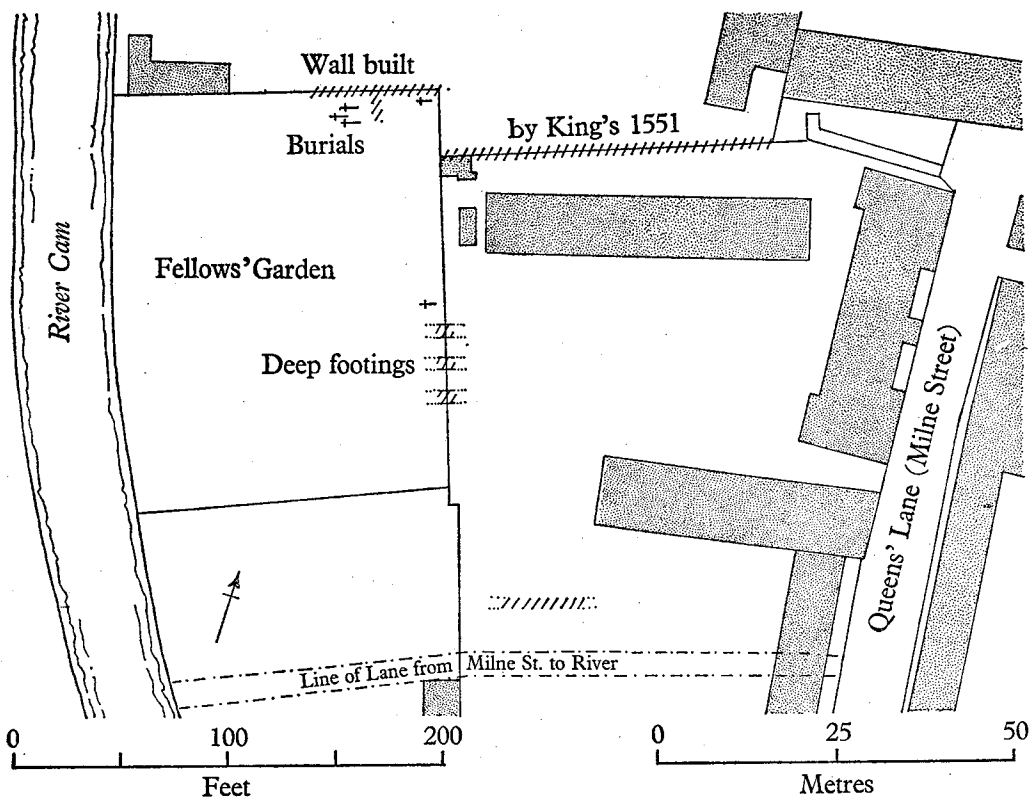 Wall built
by King's 1551
Burials
River Cam
Fellows' Garden
Deep footings
Queens' Lane (Milne Street)
Line of Lane from Milne St. to River
0 100 200
Feet
0 25 50
Metres